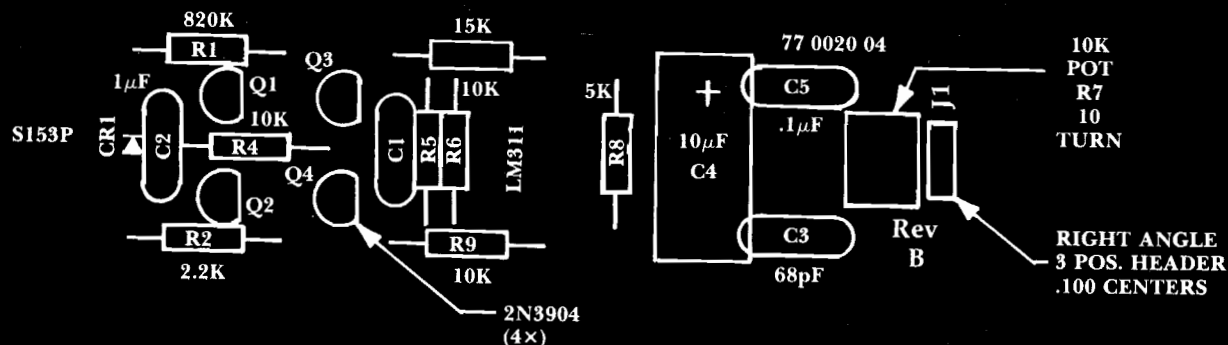 820K
R1
Q1
1μF
S153P
CR1
C2
10K
R4
Q2
R2
2.2K
Q3
Q4
15K
10K
C1
R5
R6
LM311
R9
10K
2N3904
(4×)
5K
R8
77 0020 04
+
10μF
C4
C5
.1μF
C3
68pF
J1
Rev
B
10K
POT
R7
10
TURN
RIGHT ANGLE
3 POS. HEADER
.100 CENTERS